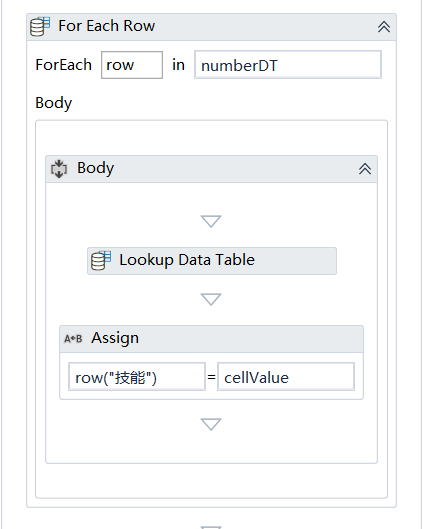 For Each Row
ForEach row in numberDT
Body
Body
Lookup Data Table
A↔B Assign
row("技能") = cellValue